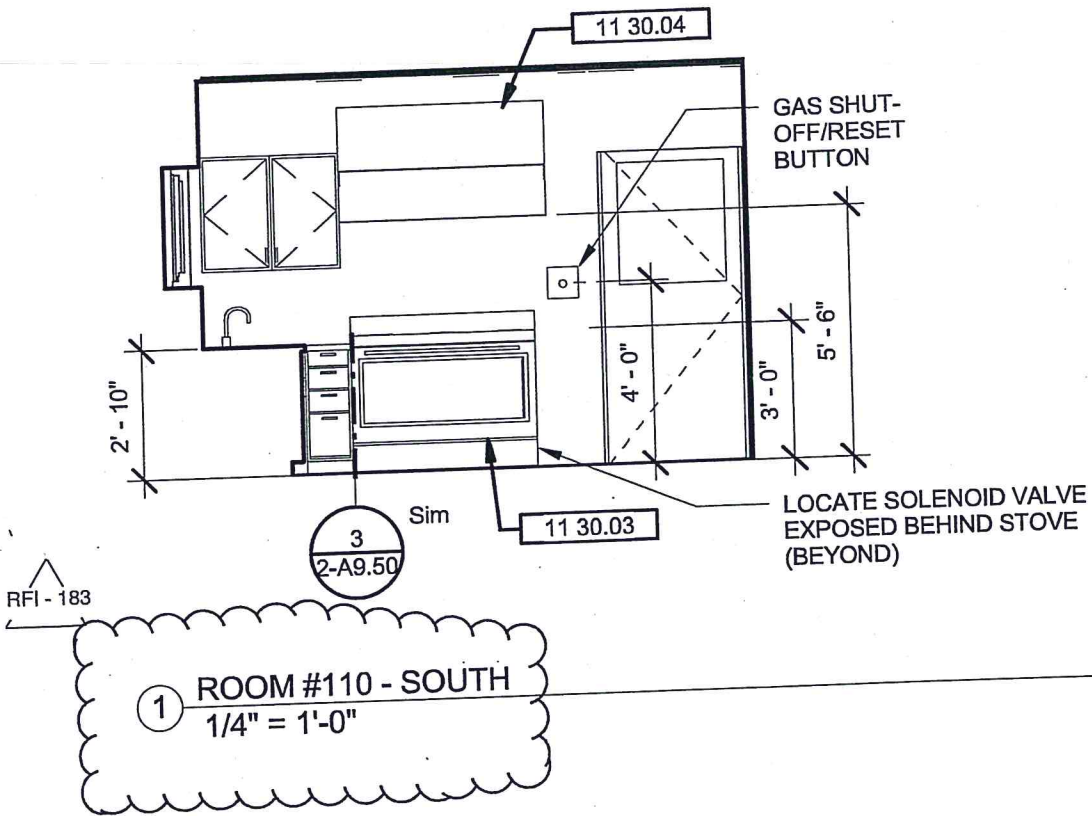 11 30.04
GAS SHUT-
OFF/RESET
BUTTON
2' - 10"
4' - 0"
3' - 0"
5' - 6"
LOCATE SOLENOID VALVE
EXPOSED BEHIND STOVE
(BEYOND)
11 30.03
Sim
3
2-A9.50
RFI - 183
1
ROOM #110 - SOUTH
1/4" = 1'-0"